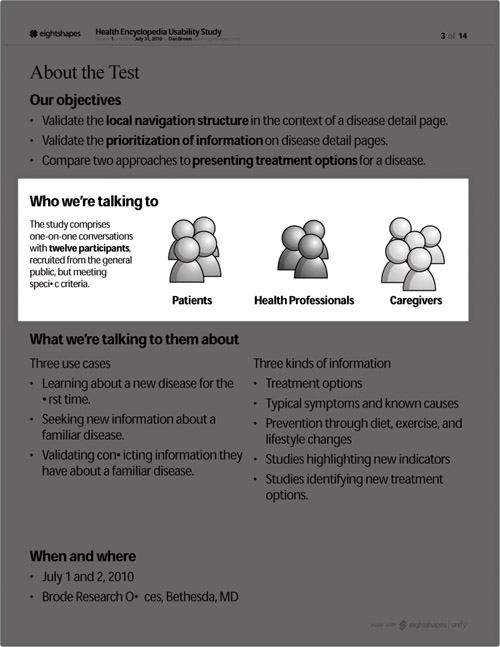 eightshapes
Health Encyclopedia Usability Study
July 31, 2010
Dan Brown
3 of 14
About the Test
Our objectives
• Validate the local navigation structure in the context of a disease detail page.
• Validate the prioritization of information on disease detail pages.
• Compare two approaches to presenting treatment options for a disease.
Who we're talking to
The study comprises
one-on-one conversations
with twelve participants,
recruited from the general
public, but meeting
speci• c criteria.
Patients
Health Professionals
Caregivers
What we're talking to them about
Three use cases
• Learning about a new disease for the
• rst time.
• Seeking new information about a
familiar disease.
• Validating con• icting information they
have about a familiar disease.
Three kinds of information
• Treatment options
• Typical symptoms and known causes
• Prevention through diet, exercise, and
lifestyle changes
• Studies highlighting new indicators
• Studies identifying new treatment
options.
When and where
• July 1 and 2, 2010
• Brode Research O• ces, Bethesda, MD
made with eightshapes | unify